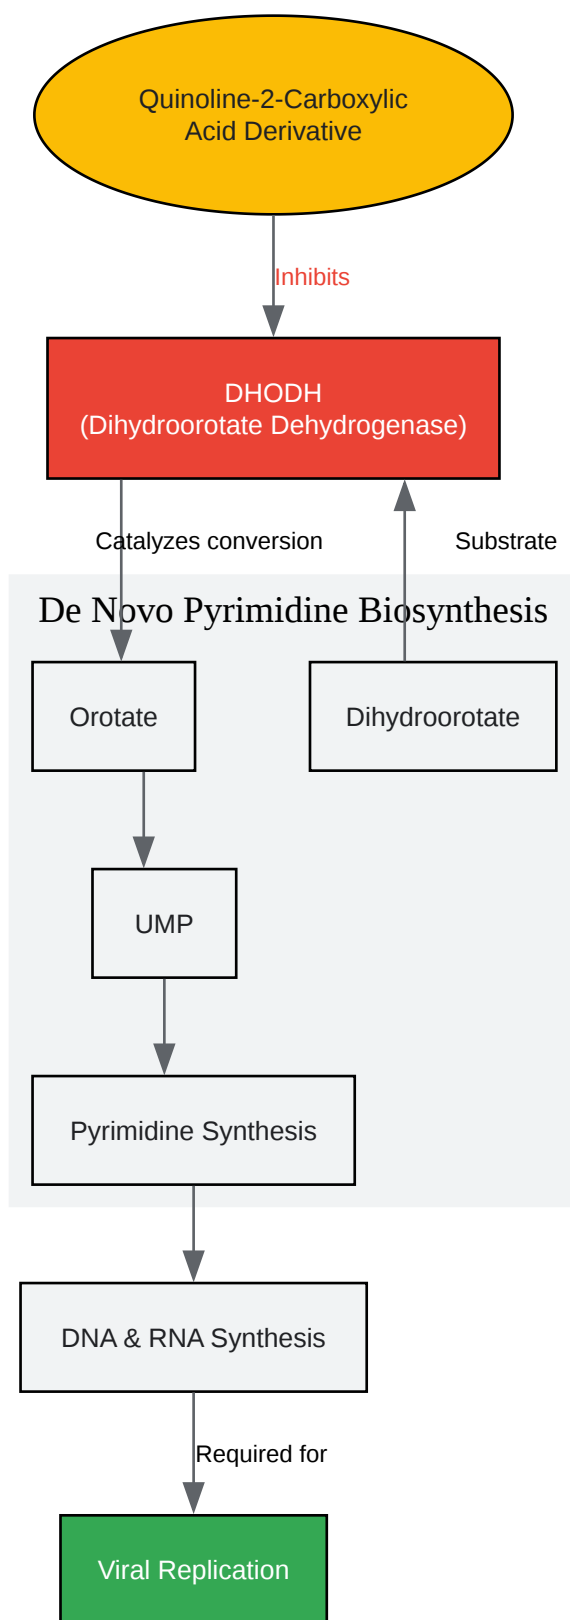 Quinoline-2-Carboxylic
Acid Derivative
Inhibits
DHODH
(Dihydroorotate Dehydrogenase)
Catalyzes conversion
Substrate
De Novo Pyrimidine Biosynthesis
Orotate
Dihydroorotate
UMP
Pyrimidine Synthesis
DNA & RNA Synthesis
Required for
Viral Replication